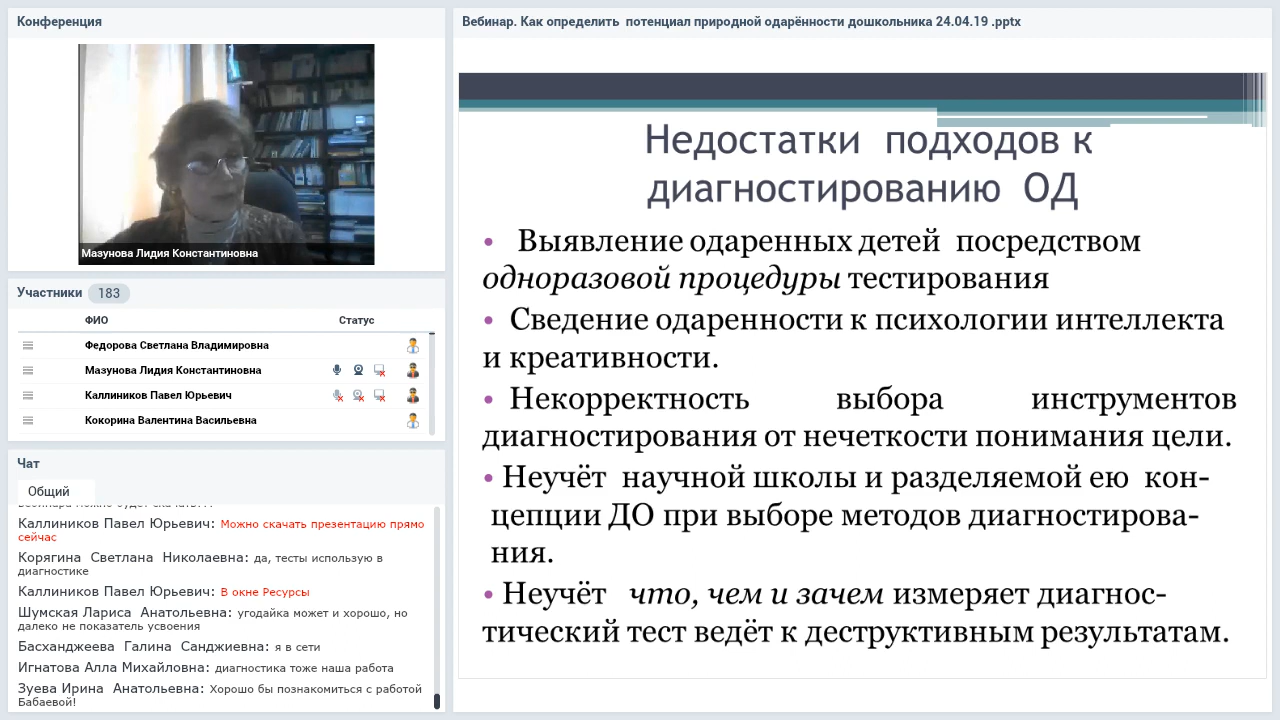 Конференция
Мазунова Лидия Константиновна
Участники 183
ФИО Статус
Федорова Светлана Владимировна
Мазунова Лидия Константиновна
Каллиников Павел Юрьевич
Кокорина Валентина Васильевна
Чат
Общий
Каллиников Павел Юрьевич: Можно скачать презентацию прямо
сейчас
Корягина Светлана Николаевна: да, тесты использую в
диагностике
Каллиников Павел Юрьевич: В окне Ресурсы
Шумская Лариса Анатольевна: угодайка может и хорошо, но
далеко не показатель усвоения
Басханджеева Галина Санджиевна: я в сети
Игнатова Алла Михайловна: диагностика тоже наша работа
Зуева Ирина Анатольевна: Хорошо бы познакомиться с работой
Бабаевой!
Вебинар. Как определить потенциал природной одарённости дошкольника 24.04.19 .pptx
Недостатки подходов к
диагностированию ОД
• Выявление одаренных детей посредством
одноразовой процедуры тестирования
• Сведение одаренности к психологии интеллекта
и креативности.
• Некорректность выбора инструментов
диагностирования от нечеткости понимания цели.
• Неучёт научной школы и разделяемой ею кон-
цепции ДО при выборе методов диагностирова-
ния.
• Неучёт что, чем и зачем измеряет диагнос-
тический тест ведёт к деструктивным результатам.